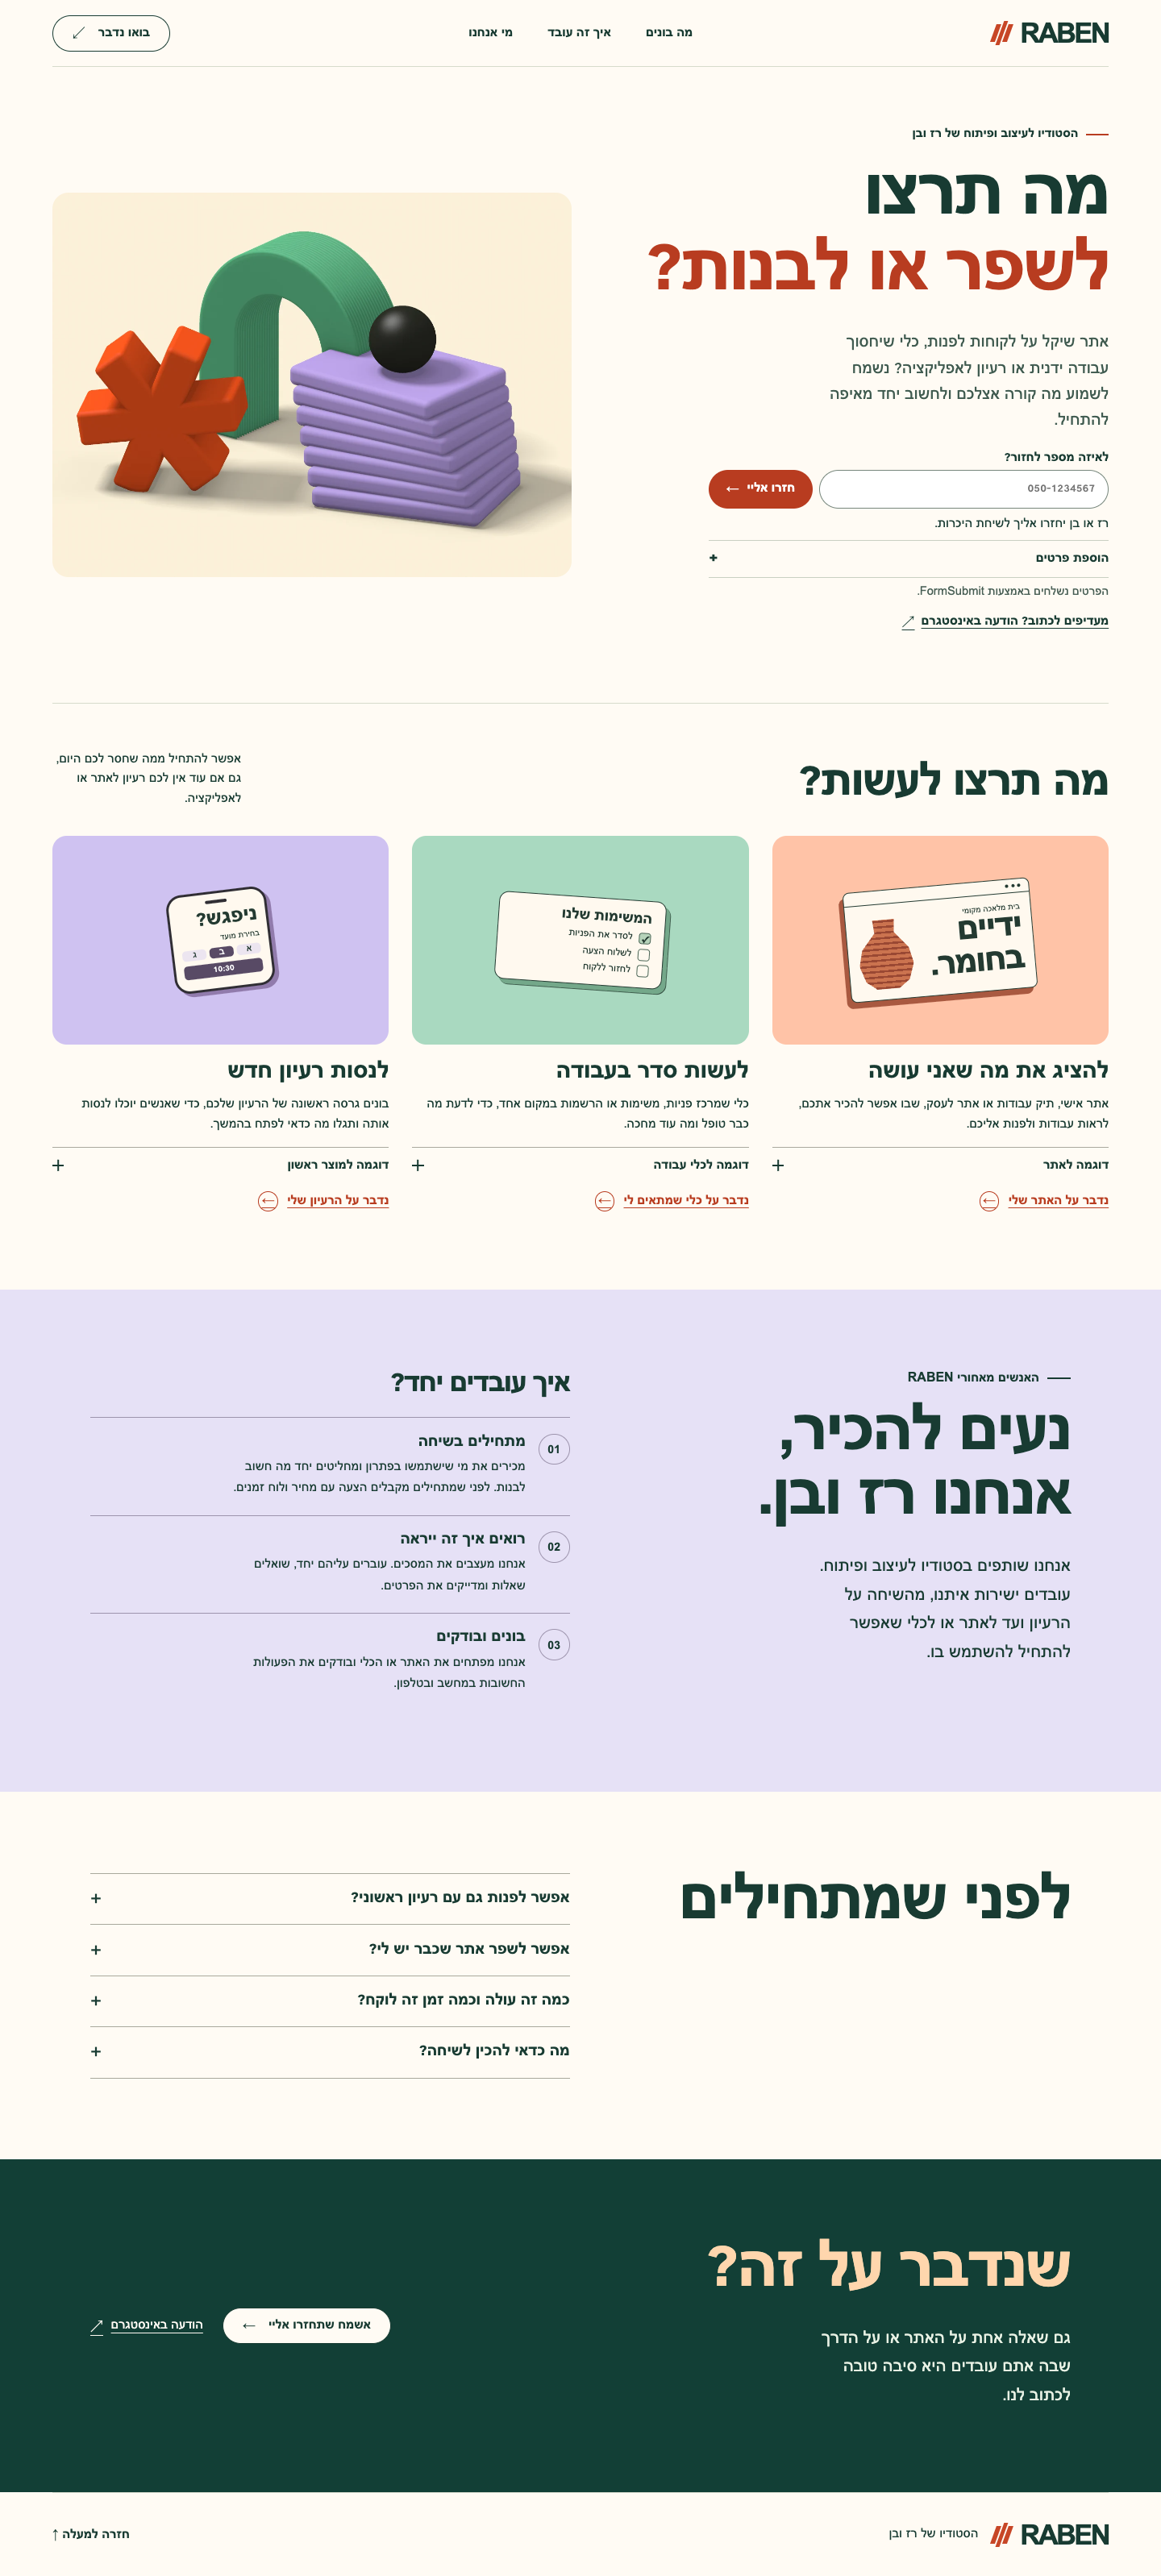 RABEN
מה בונים
איך זה עובד
מי אנחנו
בואו נדבר ↙
הסטודיו לעיצוב ופיתוח של רז ובן
מה תרצו
לשפר או לבנות?
אתר שיקל על לקוחות לפנות, כלי שיחסוך
עבודה ידנית או רעיון לאפליקציה? נשמח
לשמוע מה קורה אצלכם ולחשוב יחד מאיפה
להתחיל.
לאיזה מספר לחזור?
050-1234567
חזרו אליי ←
רז או בן יחזרו אליך לשיחת היכרות.
הוספת פרטים +
הפרטים נשלחים באמצעות FormSubmit.
מעדיפים לכתוב? הודעה באינסטגרם ↗
מה תרצו לעשות?
אפשר להתחיל ממה שחסר לכם היום,
גם אם עוד אין לכם רעיון לאתר או
לאפליקציה.
בית מלאכה מקומי
ידיים
בחומר.
להציג את מה שאני עושה
אתר אישי, תיק עבודות או אתר לעסק, שבו אפשר להכיר אתכם,
לראות עבודות ולפנות אליכם.
דוגמה לאתר +
נדבר על האתר שלי ←
המשימות שלנו
לסדר את הפניות
לשלוח הצעה
לחזור ללקוח
לעשות סדר בעבודה
כלי שמרכז פניות, משימות או הרשמות במקום אחד, כדי לדעת מה
כבר טופל ומה עוד מחכה.
דוגמה לכלי עבודה +
נדבר על כלי שמתאים לי ←
ניפגש?
בחירת מועד
א ב ג
10:30
לנסות רעיון חדש
בונים גרסה ראשונה של הרעיון שלכם, כדי שאנשים יוכלו לנסות
אותה ותגלו מה כדאי לפתח בהמשך.
דוגמה למוצר ראשון +
נדבר על הרעיון שלי ←
האנשים מאחורי RABEN
נעים להכיר,
אנחנו רז ובן.
אנחנו שותפים בסטודיו לעיצוב ופיתוח.
עובדים ישירות איתנו, מהשיחה על
הרעיון ועד לאתר או לכלי שאפשר
להתחיל להשתמש בו.
איך עובדים יחד?
01
מתחילים בשיחה
מכירים את מי שישתמשו בפתרון ומחליטים יחד מה חשוב
לבנות. לפני שמתחילים מקבלים הצעה עם מחיר ולוח זמנים.
02
רואים איך זה ייראה
אנחנו מעצבים את המסכים. עוברים עליהם יחד, שואלים
שאלות ומדייקים את הפרטים.
03
בונים ובודקים
אנחנו מפתחים את האתר או הכלי ובודקים את הפעולות
החשובות במחשב ובטלפון.
לפני שמתחילים
אפשר לפנות גם עם רעיון ראשוני? +
אפשר לשפר אתר שכבר יש לי? +
כמה זה עולה וכמה זמן זה לוקח? +
מה כדאי להכין לשיחה? +
שנדבר על זה?
גם שאלה אחת על האתר או על הדרך
שבה אתם עובדים היא סיבה טובה
לכתוב לנו.
אשמח שתחזרו אליי ←
הודעה באינסטגרם ↗
RABEN
הסטודיו של רז ובן
חזרה למעלה ↑